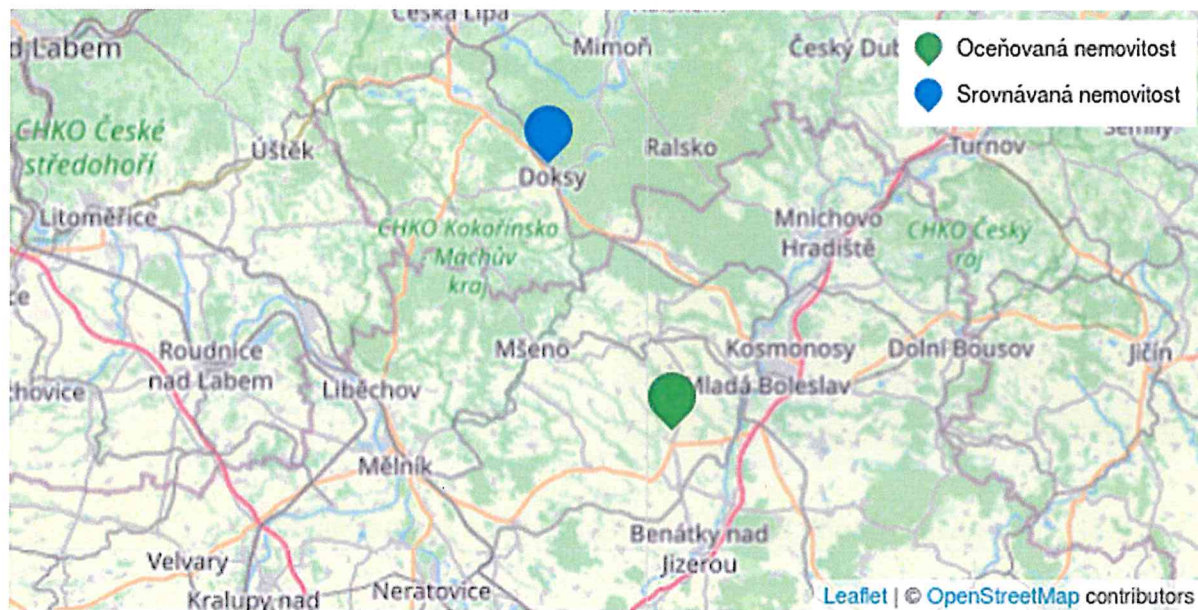 Česká Lípa
d Labem
Mimoň
Český Dub
Oceňovaná nemovitost
Srovnávaná nemovitost
CHKO České
středohoří
Úštěk
Ralsko
Turnov
Semily
Doksy
Litoměřice
CHKO Kokořínsko
Máchův
kraj
Mnichovo
Hradiště
CHKO Český
ráj
Roudnice
nad Labem
Mšeno
Kosmonosy
Dolní Bousov
Jičín
chovice
Liběchov
Mladá Boleslav
Mělník
Benátky nad
Jizerou
Velvary
Neratovice
Kralupy nad
Leaflet | © OpenStreetMap contributors